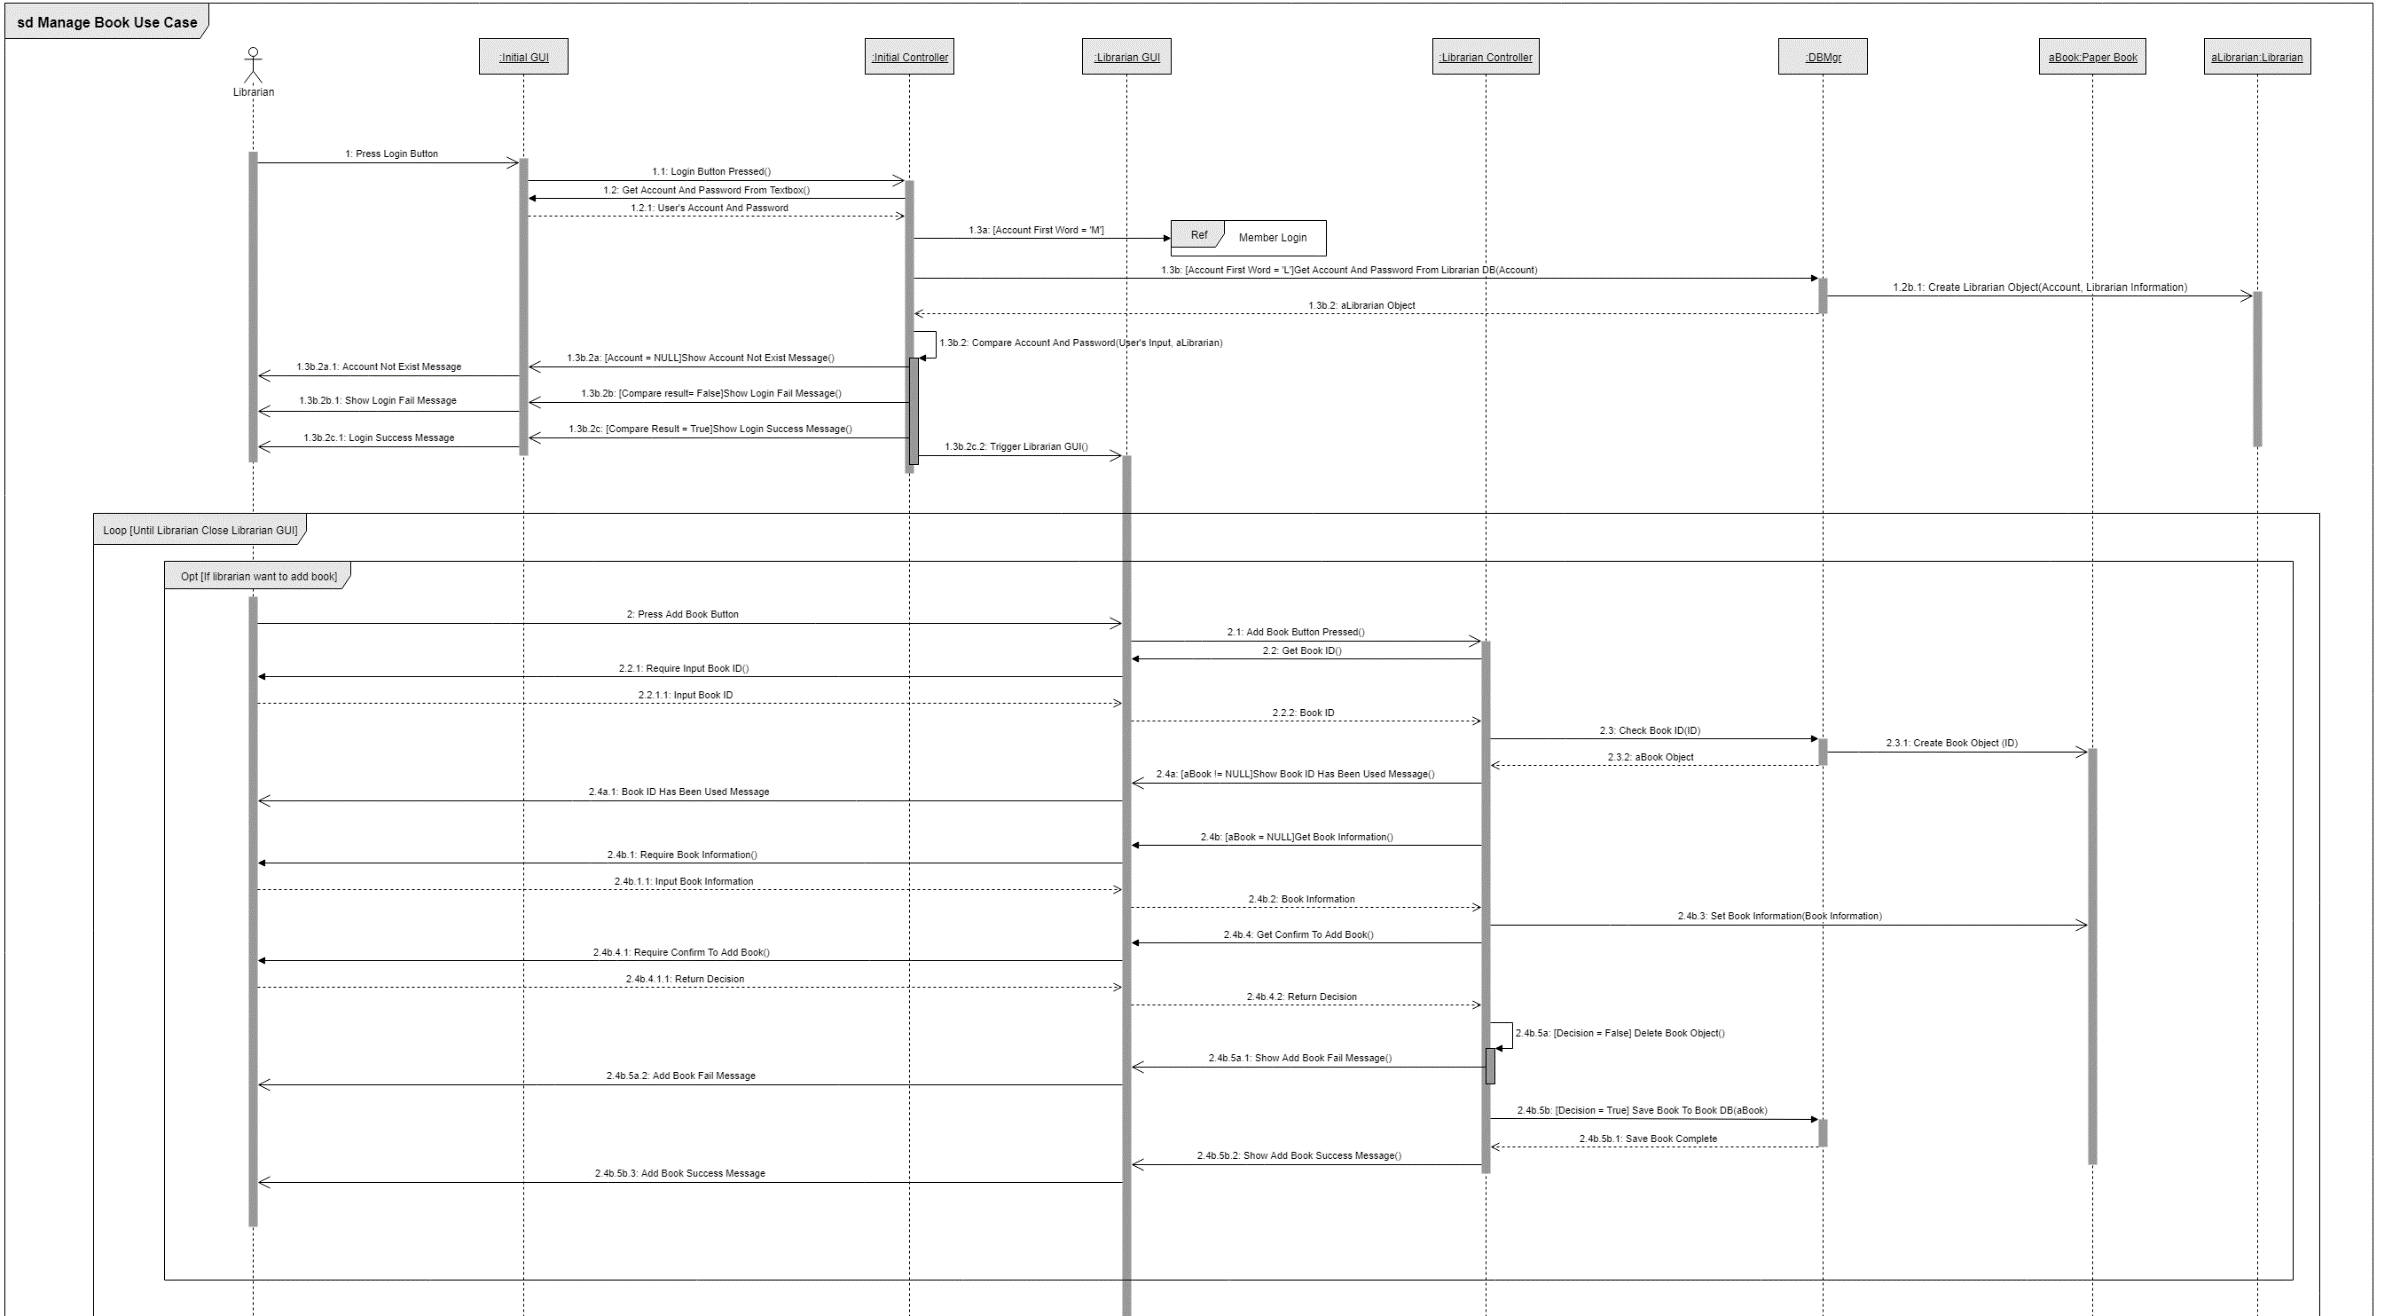 sd Manage Book Use Case
:Initial GUI
:Initial Controller
:Librarian GUI
:Librarian Controller
:DBMgr
aBook:Paper Book
aLibrarian:Librarian
Librarian
1: Press Login Button
1.1: Login Button Pressed()
1.2: Get Account And Password From Textbox()
1.2.1: User's Account And Password
1.3a: [Account First Word = 'M']
Ref
Member Login
1.3b: [Account First Word = 'L']Get Account And Password From Librarian DB(Account)
1.2b.1: Create Librarian Object(Account, Librarian Information)
1.3b.2: aLibrarian Object
1.3b.2: Compare Account And Password(User's Input, aLibrarian)
1.3b.2a: [Account = NULL]Show Account Not Exist Message()
1.3b.2a.1: Account Not Exist Message
1.3b.2b: [Compare result= False]Show Login Fail Message()
1.3b.2b.1: Show Login Fail Message
1.3b.2c: [Compare Result = True]Show Login Success Message()
1.3b.2c.1: Login Success Message
1.3b.2c.2: Trigger Librarian GUI()
Loop [Until Librarian Close Librarian GUI]
Opt [If librarian want to add book]
2: Press Add Book Button
2.1: Add Book Button Pressed()
2.2: Get Book ID()
2.2.1: Require Input Book ID()
2.2.1.1: Input Book ID
2.2.2: Book ID
2.3: Check Book ID(ID)
2.3.1: Create Book Object (ID)
2.3.2: aBook Object
2.4a: [aBook != NULL]Show Book ID Has Been Used Message()
2.4a.1: Book ID Has Been Used Message
2.4b: [aBook = NULL]Get Book Information()
2.4b.1: Require Book Information()
2.4b.1.1: Input Book Information
2.4b.2: Book Information
2.4b.3: Set Book Information(Book Information)
2.4b.4: Get Confirm To Add Book()
2.4b.4.1: Require Confirm To Add Book()
2.4b.4.1.1: Return Decision
2.4b.4.2: Return Decision
2.4b.5a: [Decision = False] Delete Book Object()
2.4b.5a.1: Show Add Book Fail Message()
2.4b.5a.2: Add Book Fail Message
2.4b.5b: [Decision = True] Save Book To Book DB(aBook)
2.4b.5b.1: Save Book Complete
2.4b.5b.2: Show Add Book Success Message()
2.4b.5b.3: Add Book Success Message